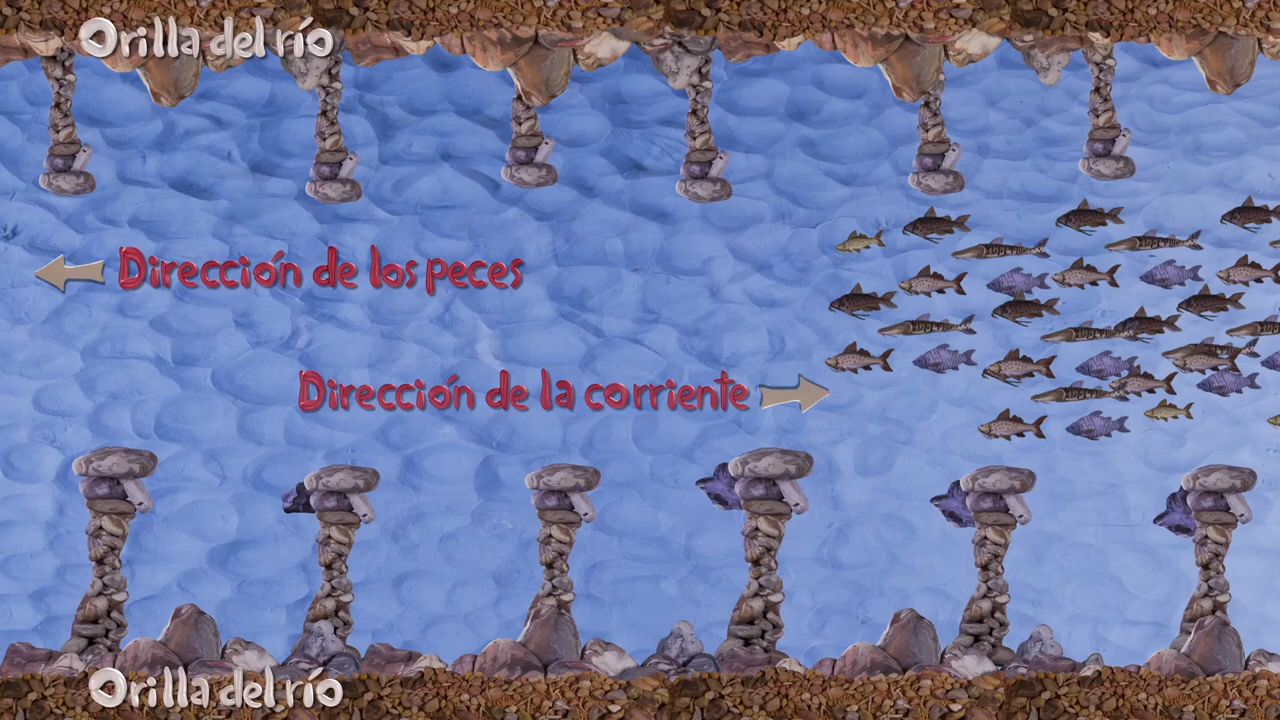 Orilla del río
Dirección de los peces
Dirección de la corriente
Orilla del río